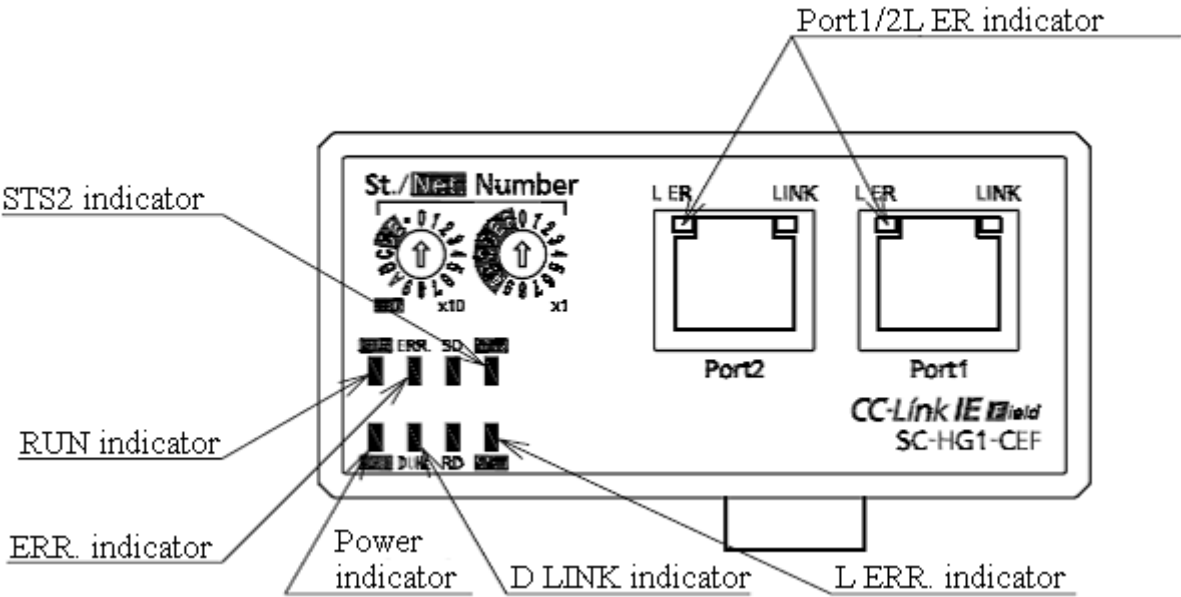 Port1/2L ER indicator
STS2 indicator
St./Net Number
L ER
LINK
L ER
LINK
x10
x1
ERR.
SD
Port2
Port1
CC-Link IE Field
SC-HG1-CEF
RUN indicator
D LINK
RD
ERR. indicator
Power
indicator
D LINK indicator
L ERR. indicator